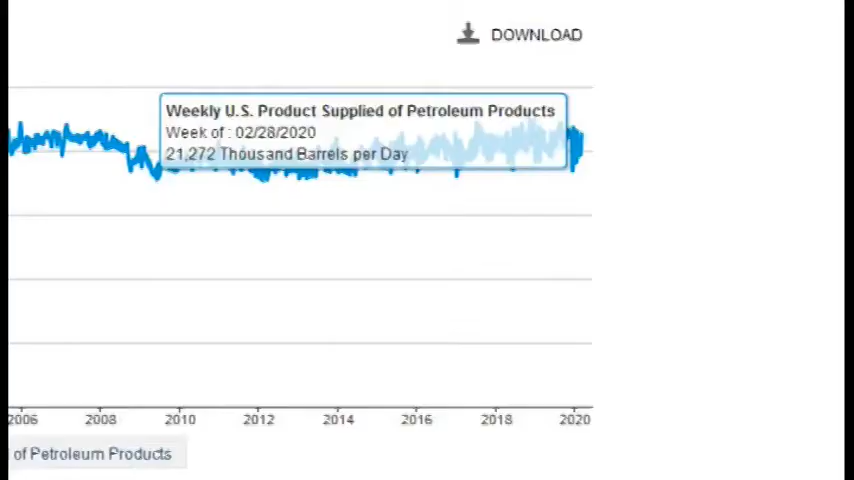 DOWNLOAD
Weekly U.S. Product Supplied of Petroleum Products
Week of : 02/28/2020
21,272 Thousand Barrels per Day
2006 2008 2010 2012 2014 2016 2018 2020
of Petroleum Products